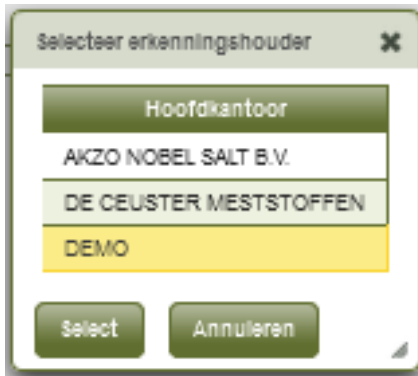 Selecteer erkenningshouder
Hoofdkantoor
AKZO NOBEL SALT B.V.
DE CEUSTER MESTSTOFFEN
DEMO
Select Annuleren